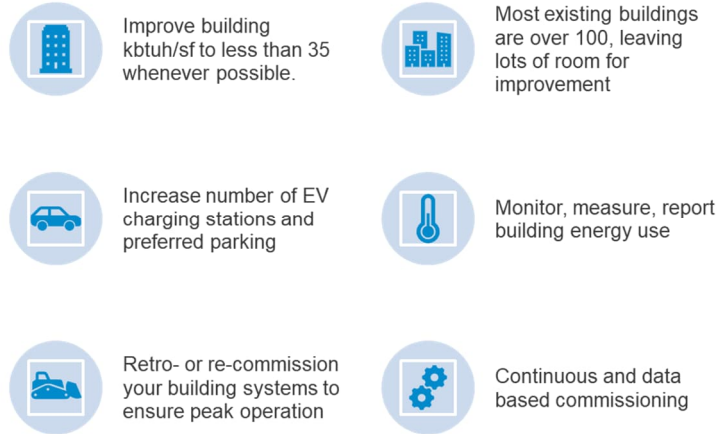 Improve building
kbtuh/sf to less than 35
whenever possible.
Most existing buildings
are over 100, leaving
lots of room for
improvement
Increase number of EV
charging stations and
preferred parking
Monitor, measure, report
building energy use
Retro- or re-commission
your building systems to
ensure peak operation
Continuous and data
based commissioning